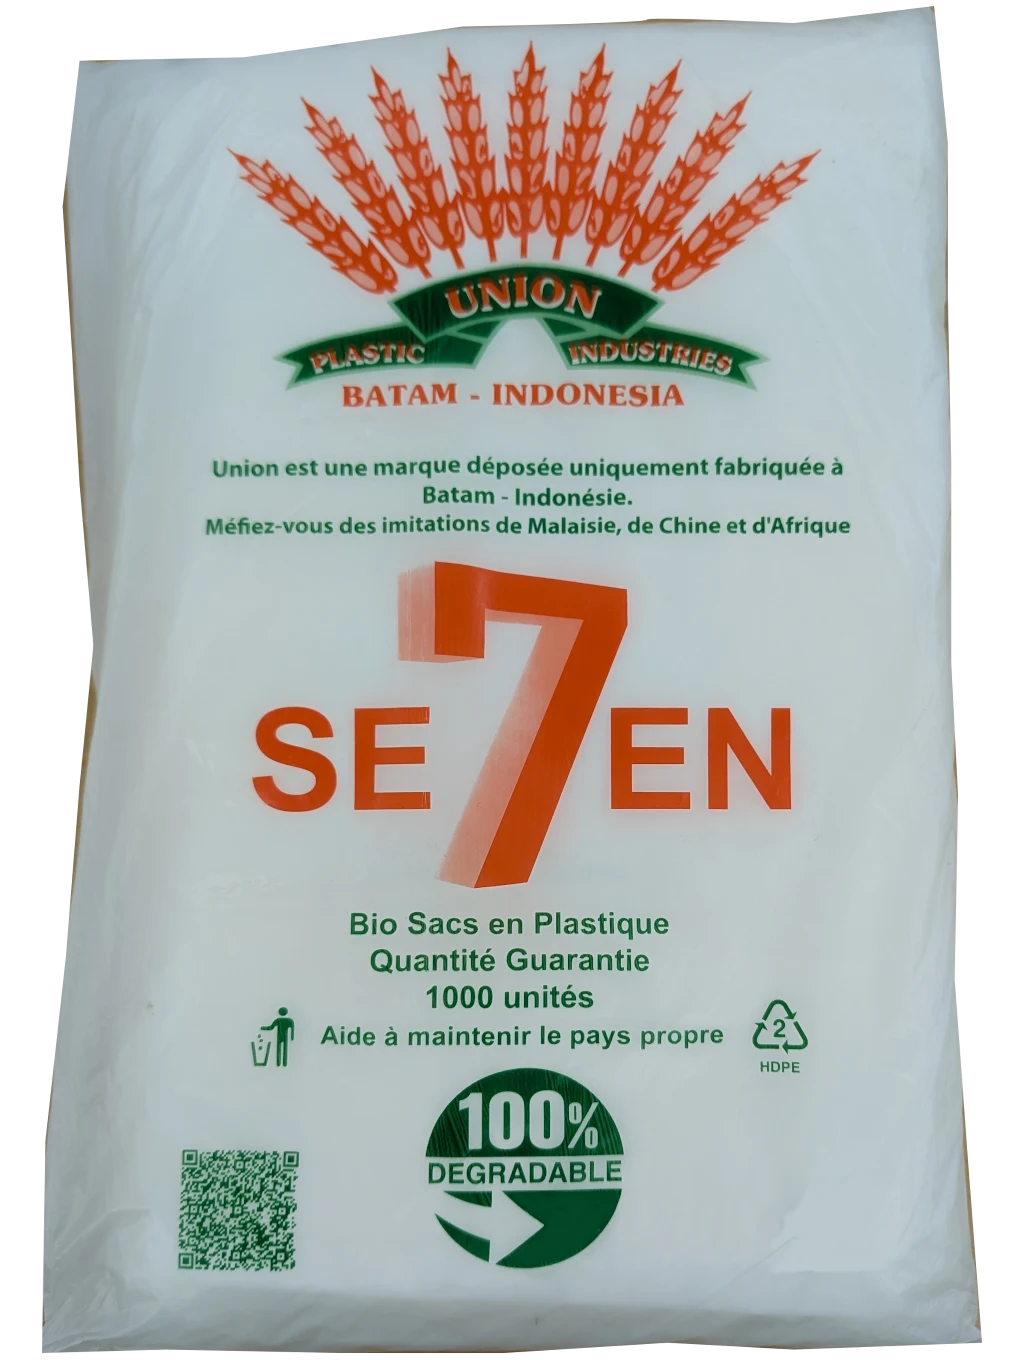 UNION
PLASTIC INDUSTRIES
BATAM - INDONESIA
Union est une marque déposée uniquement fabriquée à
Batam - Indonésie.
Méfiez-vous des imitations de Malaisie, de Chine et d'Afrique
SE7EN
Bio Sacs en Plastique
Quantité Guarantie
1000 unités
Aide à maintenir le pays propre
2
HDPE
100%
DEGRADABLE